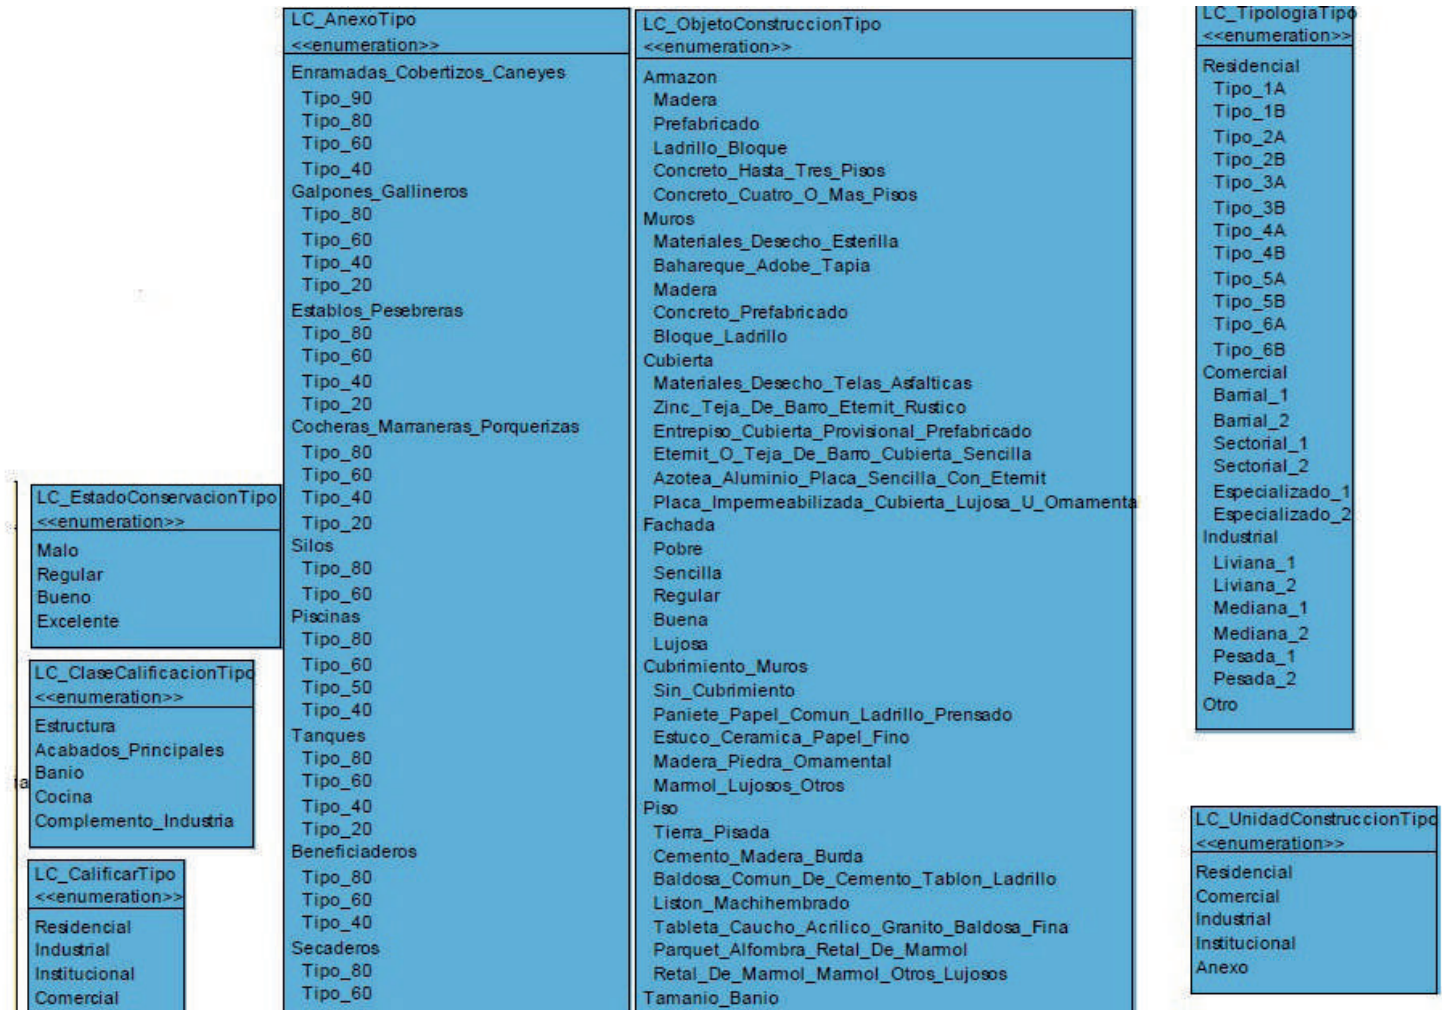 LC_AnexoTipo
<<enumeration>>
Enramadas_Cobertizos_Caneyes
Tipo_90
Tipo_80
Tipo_60
Tipo_40
Galpones_Gallineros
Tipo_80
Tipo_60
Tipo_40
Tipo_20
Establos_Pesebreras
Tipo_80
Tipo_60
Tipo_40
Tipo_20
Cocheras_Marraneras_Porquerizas
Tipo_80
Tipo_60
Tipo_40
Tipo_20
Silos
Tipo_80
Tipo_60
Piscinas
Tipo_80
Tipo_60
Tipo_50
Tipo_40
Tanques
Tipo_80
Tipo_60
Tipo_40
Tipo_20
Beneficiaderos
Tipo_80
Tipo_60
Tipo_40
Secaderos
Tipo_80
Tipo_60
LC_ObjetoConstruccionTipo
<<enumeration>>
Armazon
Madera
Prefabricado
Ladrillo_Bloque
Concreto_Hasta_Tres_Pisos
Concreto_Cuatro_O_Mas_Pisos
Muros
Materiales_Desecho_Esterilla
Bahareque_Adobe_Tapia
Madera
Concreto_Prefabricado
Bloque_Ladrillo
Cubierta
Materiales_Desecho_Telas_Asfalticas
Zinc_Teja_De_Barro_Eternit_Rustico
Entrepiso_Cubierta_Provisional_Prefabricado
Eternit_O_Teja_De_Barro_Cubierta_Sencilla
Azotea_Aluminio_Placa_Sencilla_Con_Eternit
Placa_Impermeabilizada_Cubierta_Lujosa_U_Ornamenta
Fachada
Pobre
Sencilla
Regular
Buena
Lujosa
Cubrimiento_Muros
Sin_Cubrimiento
Paniete_Papel_Comun_Ladrillo_Prensado
Estuco_Ceramica_Papel_Fino
Madera_Piedra_Ornamental
Marmol_Lujosos_Otros
Piso
Tierra_Pisada
Cemento_Madera_Burda
Baldosa_Comun_De_Cemento_Tablon_Ladrillo
Liston_Machihembrado
Tableta_Caucho_Acrilico_Granito_Baldosa_Fina
Parquet_Alfombra_Retal_De_Marmol
Retal_De_Marmol_Marmol_Otros_Lujosos
Tamanio_Banio
LC_TipologiaTipo
<<enumeration>>
Residencial
Tipo_1A
Tipo_1B
Tipo_2A
Tipo_2B
Tipo_3A
Tipo_3B
Tipo_4A
Tipo_4B
Tipo_5A
Tipo_5B
Tipo_6A
Tipo_6B
Comercial
Barrial_1
Barrial_2
Sectorial_1
Sectorial_2
Especializado_1
Especializado_2
Industrial
Liviana_1
Liviana_2
Mediana_1
Mediana_2
Pesada_1
Pesada_2
Otro
LC_EstadoConservacionTipo
<<enumeration>>
Malo
Regular
Bueno
Excelente
LC_ClaseCalificacionTipo
<<enumeration>>
Estructura
Acabados_Principales
Banio
Cocina
Complemento_Industria
ia
LC_CalificarTipo
<<enumeration>>
Residencial
Industrial
Institucional
Comercial
LC_UnidadConstruccionTipo
<<enumeration>>
Residencial
Comercial
Industrial
Institucional
Anexo